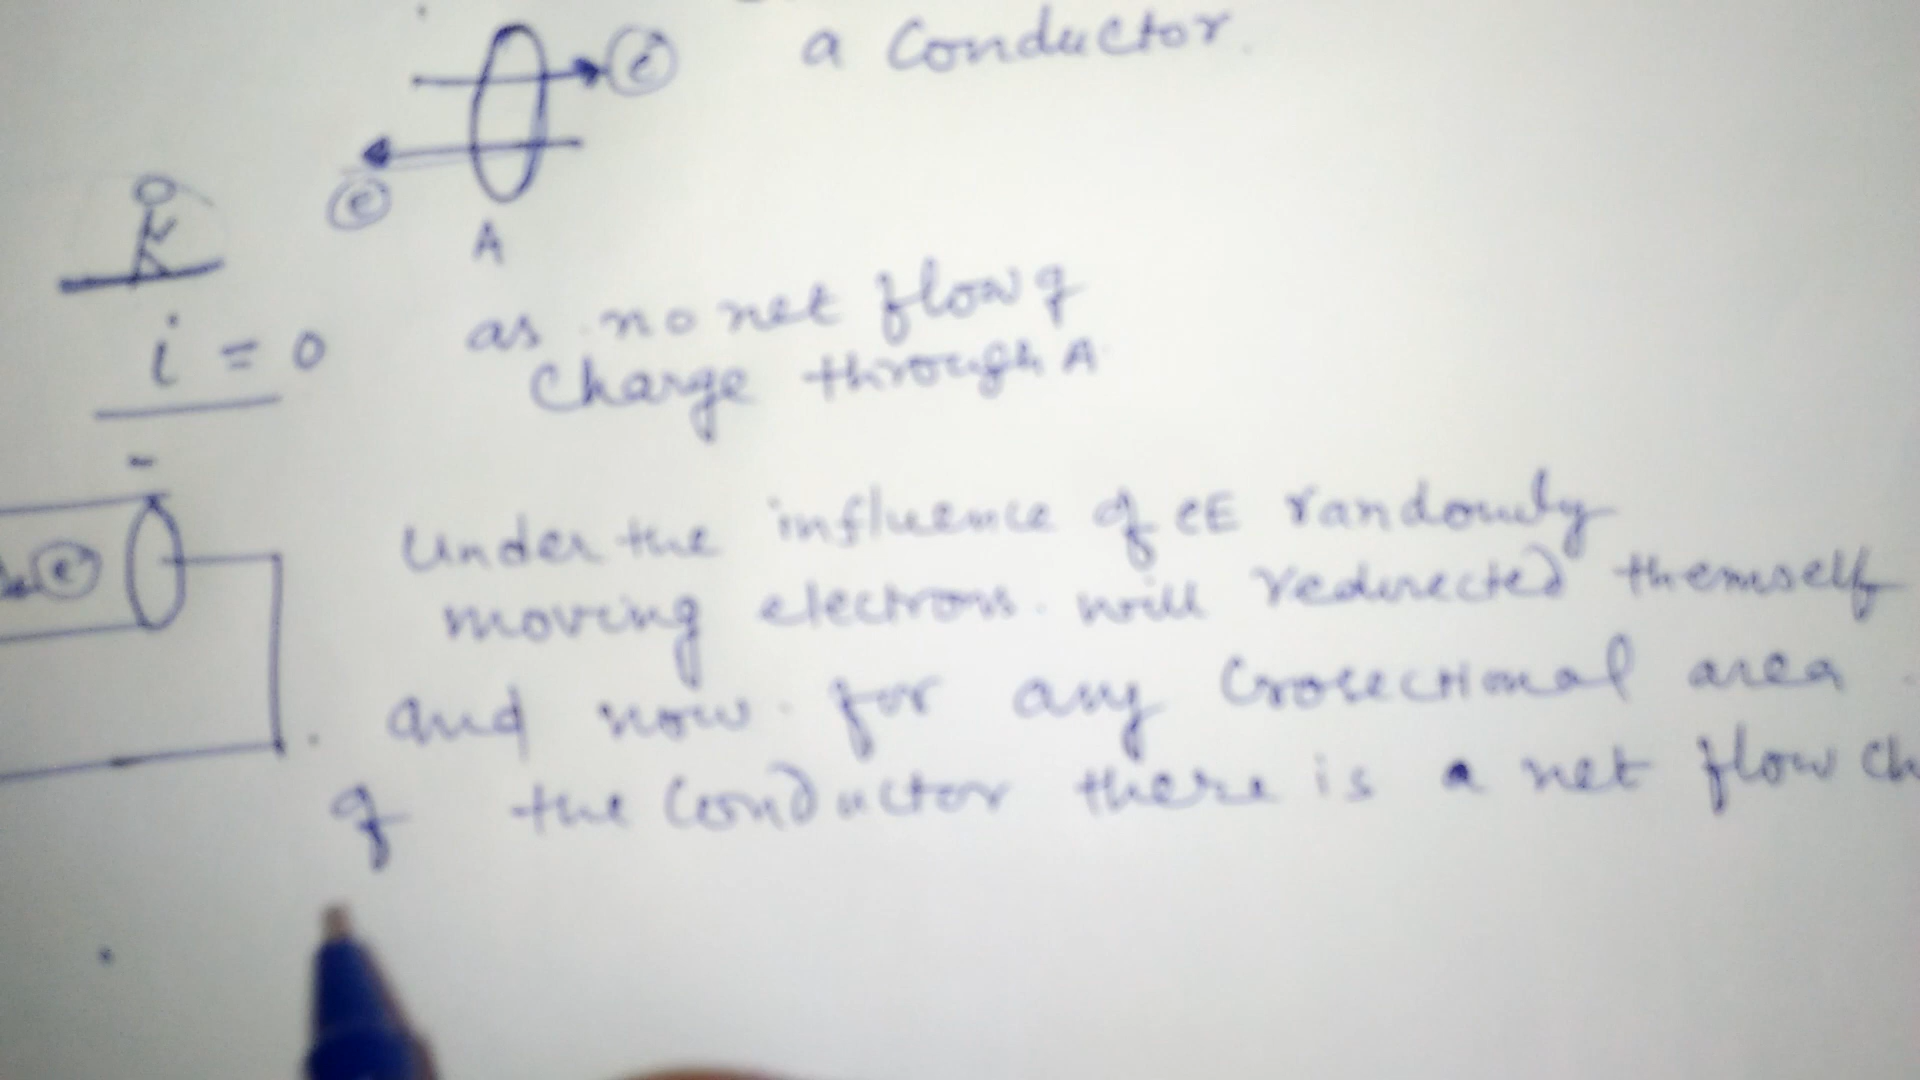 a Conductor.
e
e
A
i = 0
as no net flow of
Charge through A
-
e
Under the influence of eE randomly
moving electrons will redirected themself
and now for any Crosectional area
of the Conductor there is a net flow ch